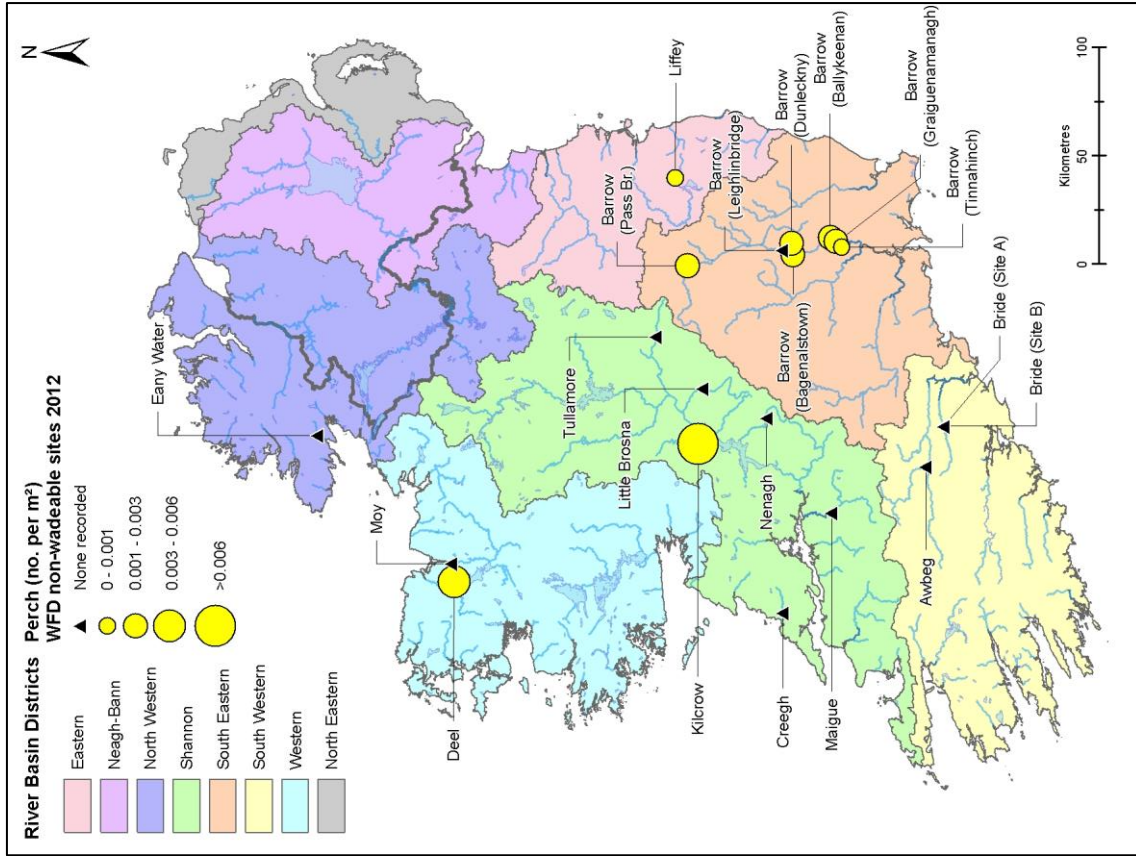 River Basin Districts
Eastern
Neagh-Bann
North Western
Shannon
South Eastern
South Western
Western
North Eastern
Perch (no. per m²)
WFD non-wadeable sites 2012
None recorded
0 - 0.001
0.001 - 0.003
0.003 - 0.006
>0.006
N
Eany Water
Moy
Deel
Tullamore
Little Brosna
Kilcrow
Nenagh
Creegh
Maigue
Awbeg
Bride (Site A)
Bride (Site B)
Liffey
Barrow
(Pass Br.)
Barrow
(Leighlinbridge)
Barrow
(Bagenalstown)
Barrow
(Dunleckny)
Barrow
(Ballykeenan)
Barrow
(Graiguenamanagh)
Barrow
(Tinnahinch)
0
50
100
Kilometres